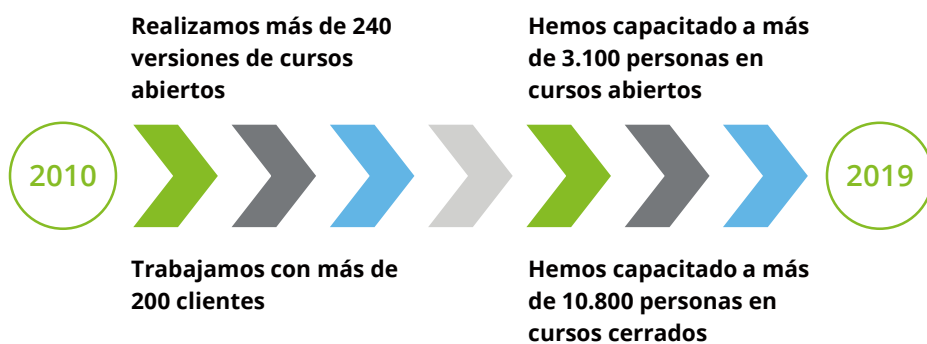 Realizamos más de 240
versiones de cursos
abiertos
Hemos capacitado a más
de 3.100 personas en
cursos abiertos
2010
2019
Trabajamos con más de
200 clientes
Hemos capacitado a más
de 10.800 personas en
cursos cerrados